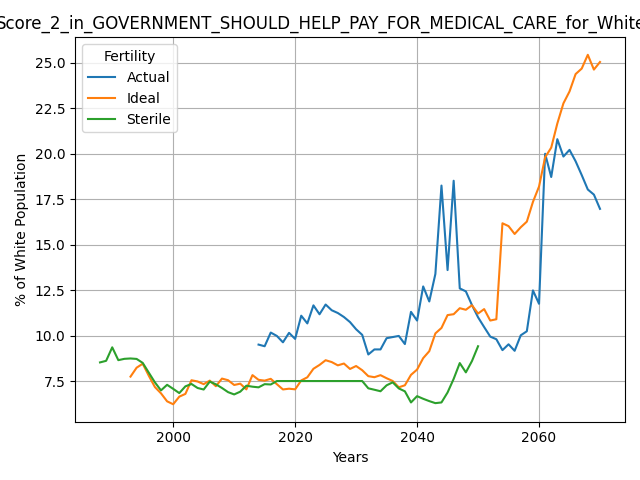 Score_2_in_GOVERNMENT_SHOULD_HELP_PAY_FOR_MEDICAL_CARE_for_White
Fertility
Actual
Ideal
Sterile
% of White Population
25.0
22.5
20.0
17.5
15.0
12.5
10.0
7.5
2000 2020 2040 2060
Years